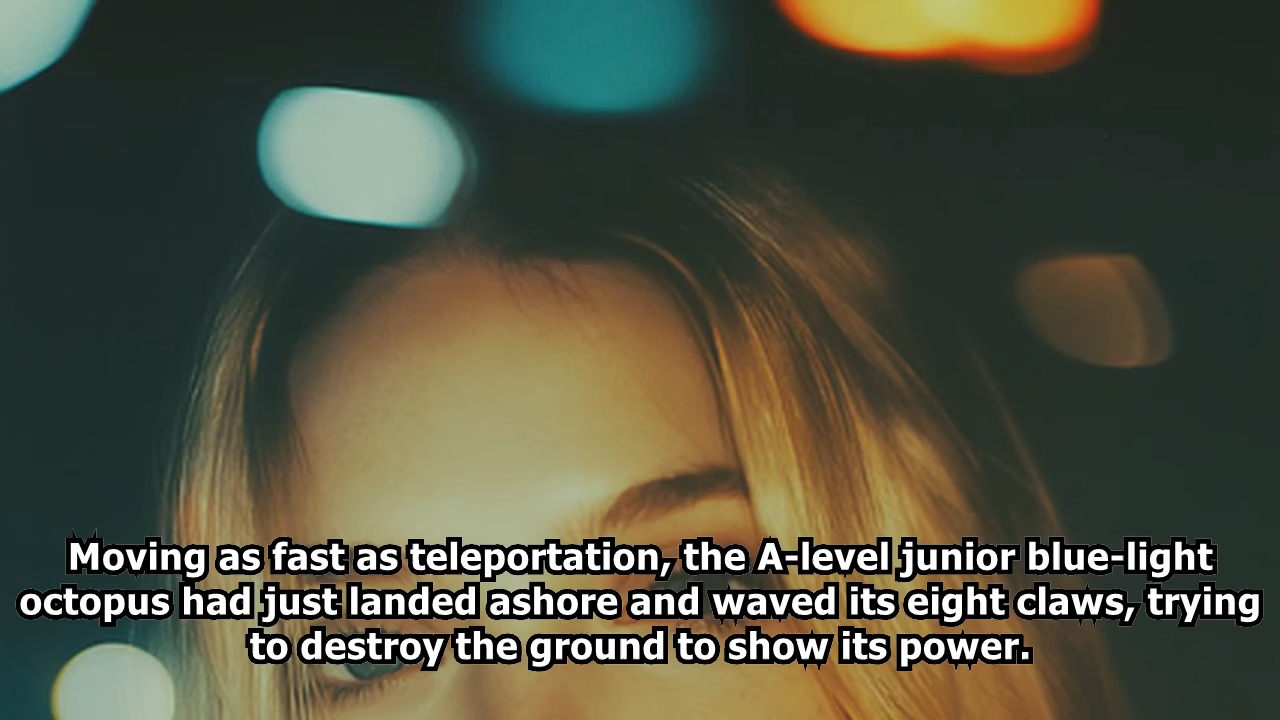 Moving as fast as teleportation, the A-level junior blue-light
octopus had just landed ashore and waved its eight claws, trying
to destroy the ground to show its power.